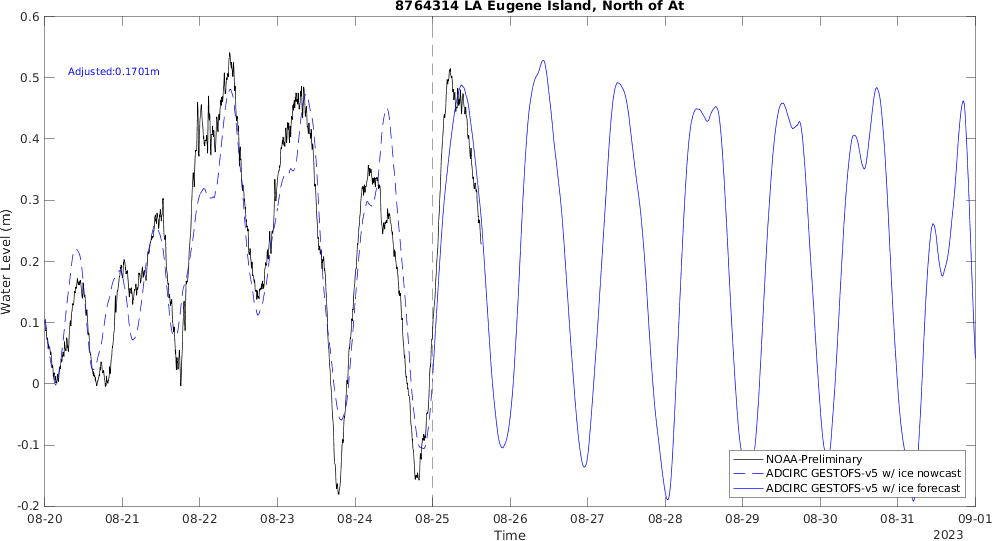 8764314 LA Eugene Island, North of At
Adjusted:0.1701m
0.6
0.5
0.4
0.3
0.2
0.1
0
-0.1
-0.2
Water Level (m)
NOAA-Preliminary
ADCIRC GESTOFS-v5 w/ ice nowcast
ADCIRC GESTOFS-v5 w/ ice forecast
08-20 08-21 08-22 08-23 08-24 08-25 08-26 08-27 08-28 08-29 08-30 08-31 09-01
Time
2023